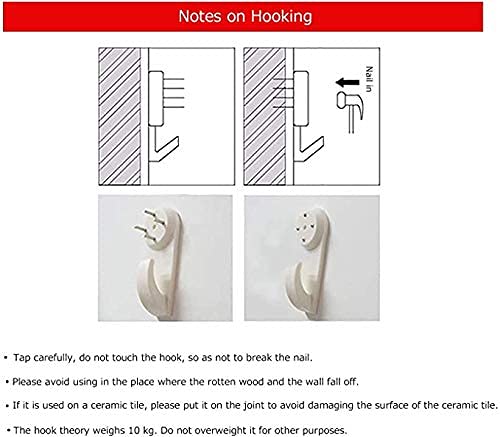 Notes on Hooking
Nail in
• Tap carefully, do not touch the hook, so as not to break the nail.
• Please avoid using in the place where the rotten wood and the wall fall off.
• If it is used on a ceramic tile, please put it on the joint to avoid damaging the surface of the ceramic tile.
• The hook theory weighs 10 kg. Do not overweight it for other purposes.